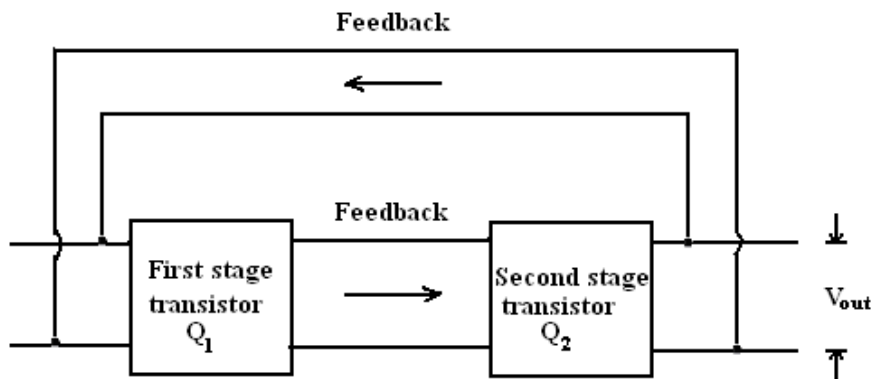 Feedback
Feedback
First stage
transistor
Q1
Second stage
transistor
Q2
Vout